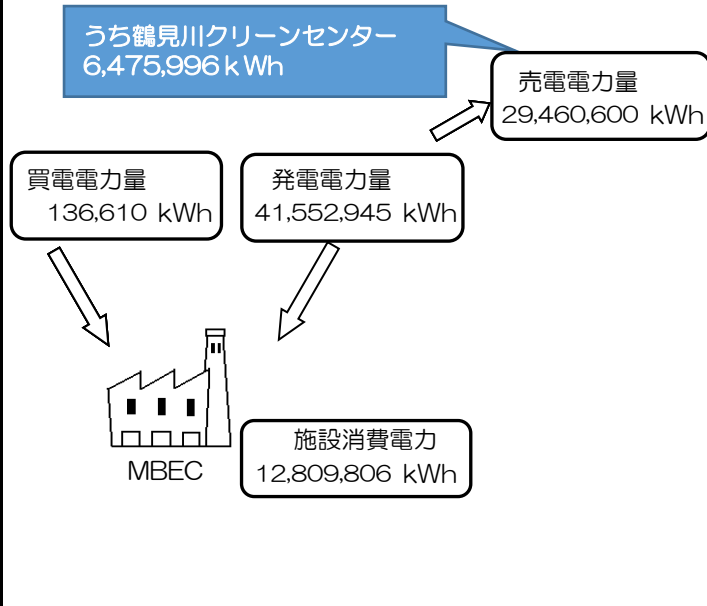 うち鶴見川クリーンセンター
6,475,996ｋWh
売電電力量
29,460,600 kWh
買電電力量
136,610 kWh
発電電力量
41,552,945 kWh
MBEC
施設消費電力
12,809,806 kWh